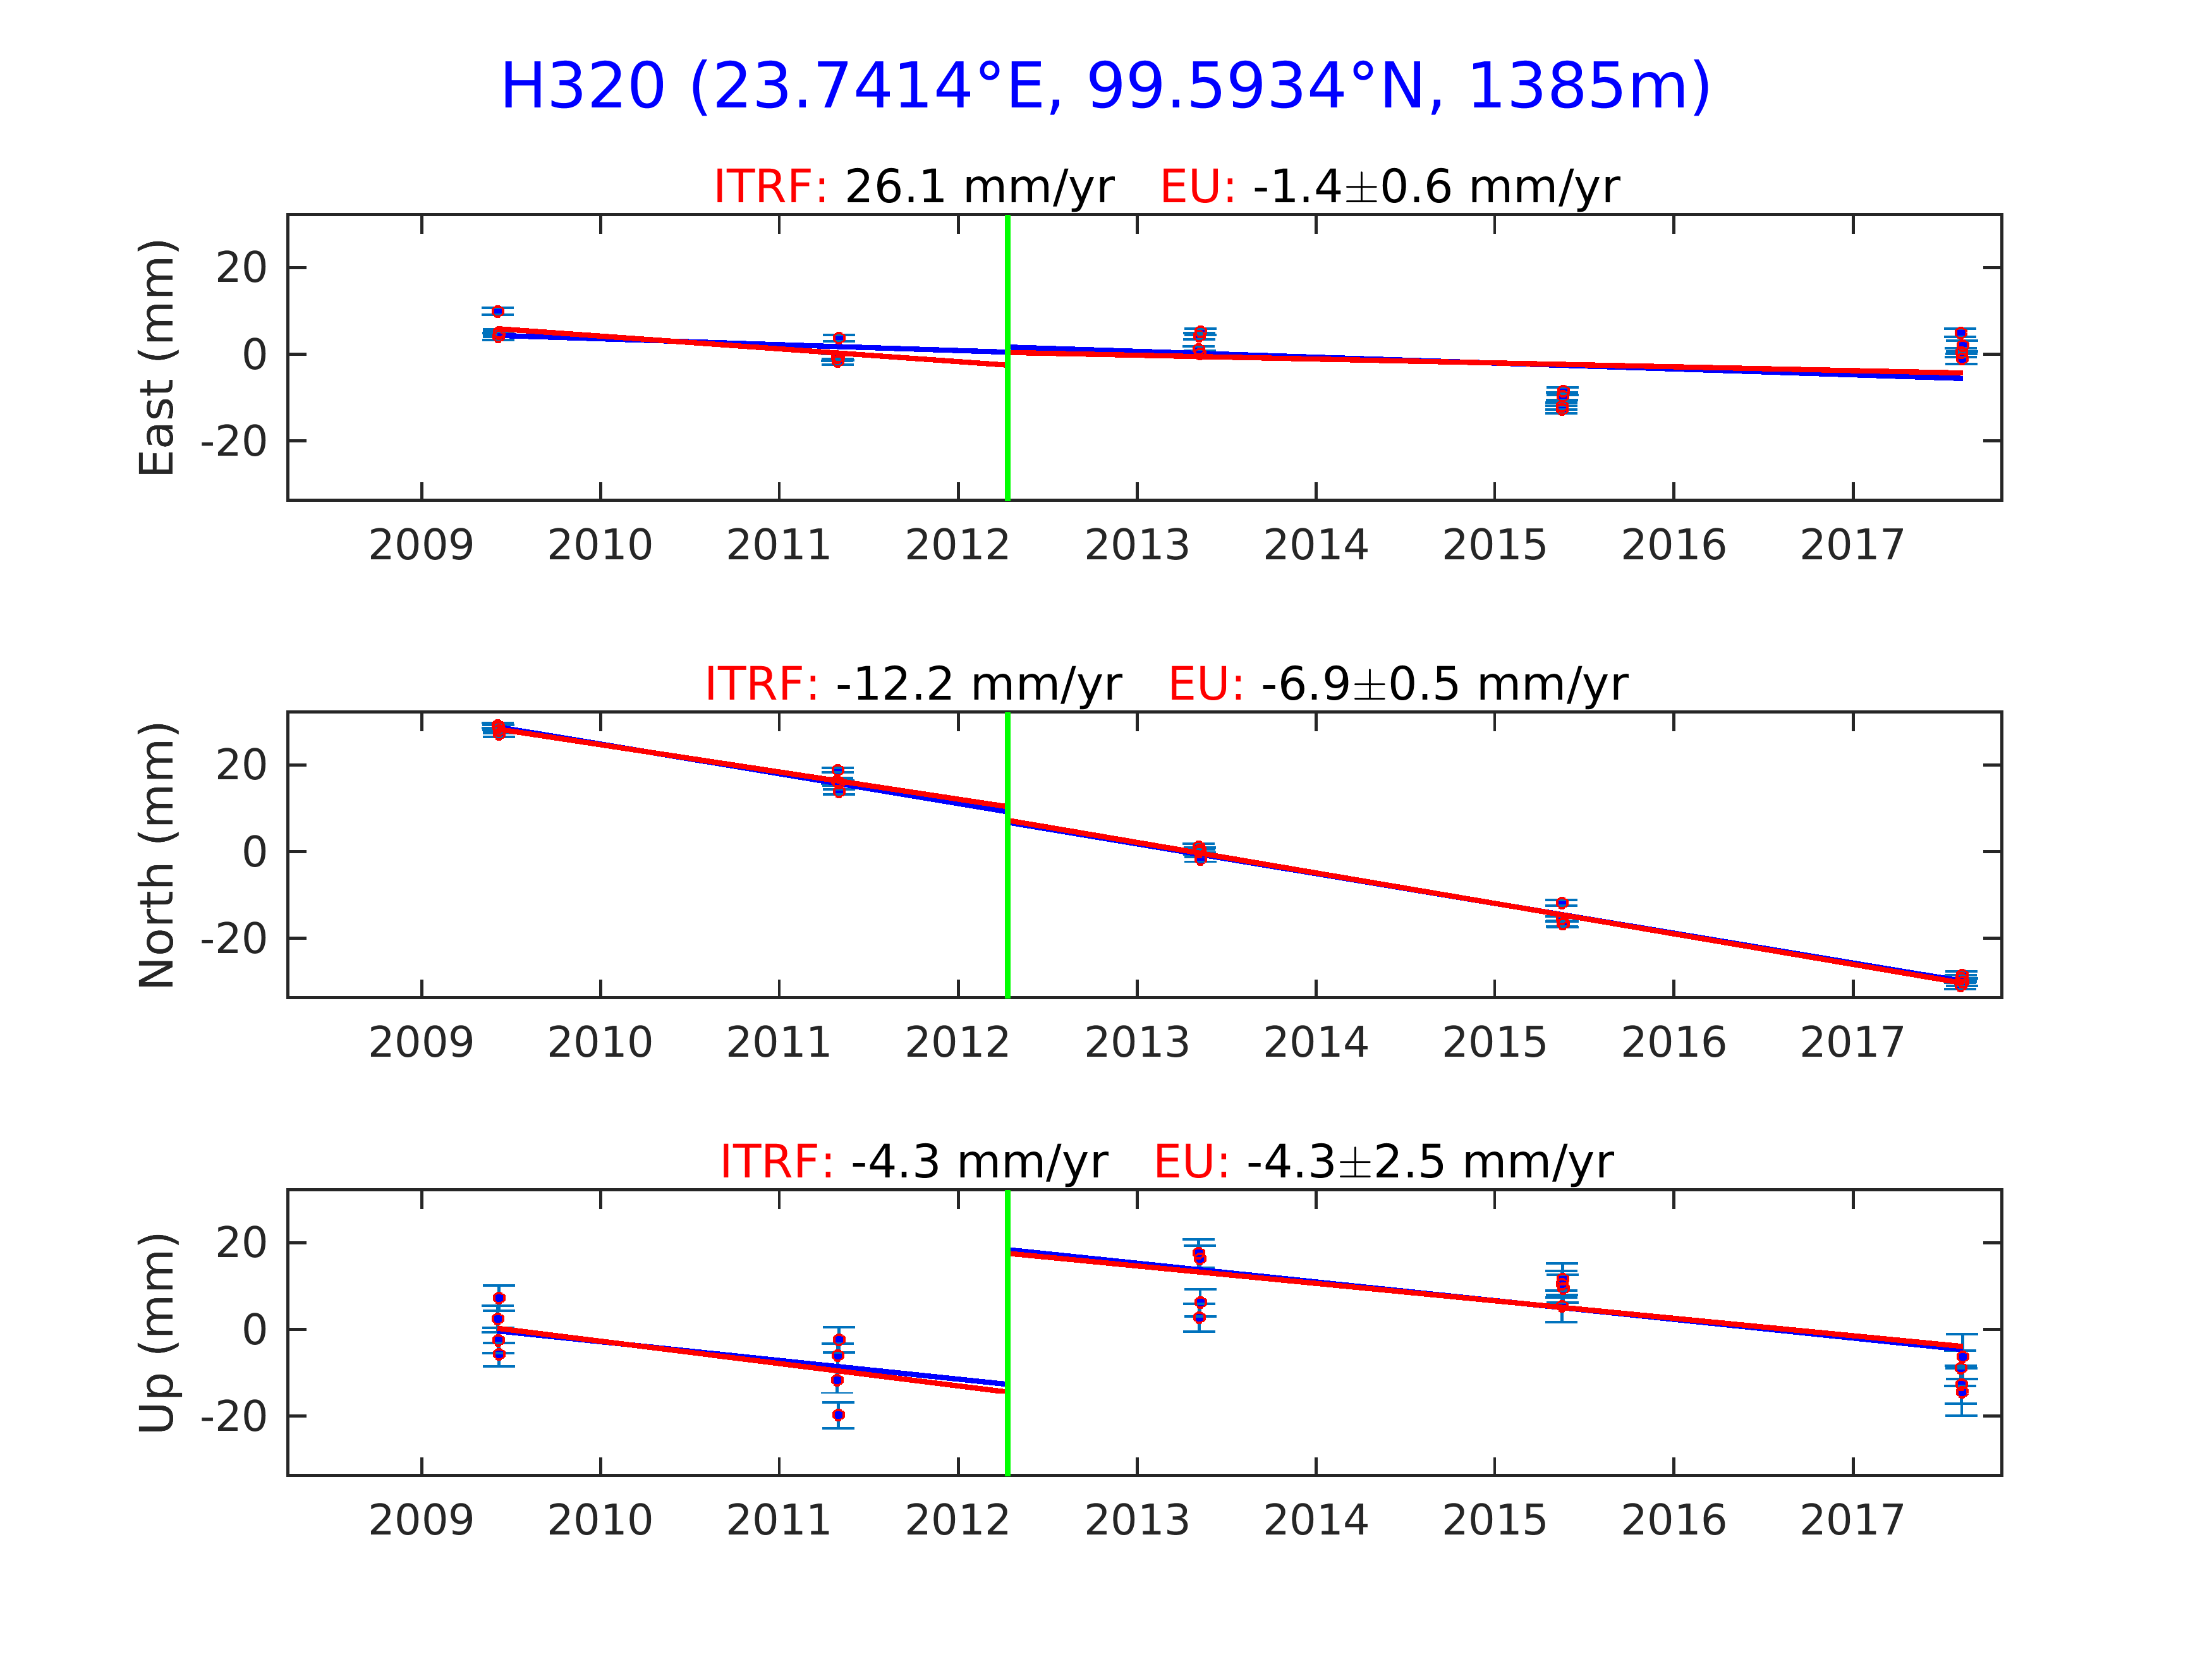 H320 (23.7414°E, 99.5934°N, 1385m)
ITRF: 26.1 mm/yr EU: -1.4±0.6 mm/yr
East (mm)
20
0
-20
2009 2010 2011 2012 2013 2014 2015 2016 2017
ITRF: -12.2 mm/yr EU: -6.9±0.5 mm/yr
North (mm)
20
0
-20
2009 2010 2011 2012 2013 2014 2015 2016 2017
ITRF: -4.3 mm/yr EU: -4.3±2.5 mm/yr
Up (mm)
20
0
-20
2009 2010 2011 2012 2013 2014 2015 2016 2017